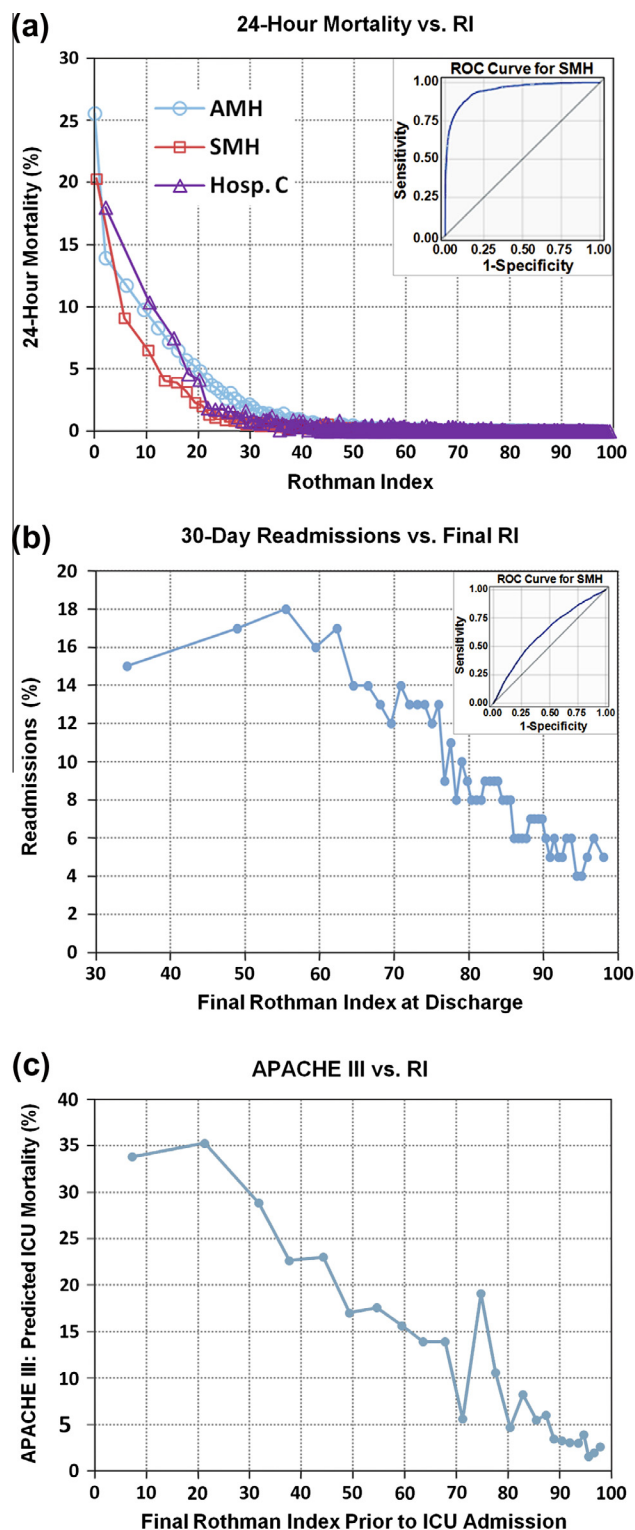 (a)
24-Hour Mortality vs. RI
24-Hour Mortality (%)
30
25
20
15
10
5
0
AMH
SMH
Hosp. C
ROC Curve for SMH
Sensitivity
1.00
0.75
0.50
0.25
0.00
0.00 0.25 0.50 0.75 1.00
1-Specificity
0 10 20 30 40 50 60 70 80 90 100
Rothman Index
(b)
30-Day Readmissions vs. Final RI
Readmissions (%)
20
18
16
14
12
10
8
6
4
2
0
ROC Curve for SMH
Sensitivity
1.00
0.75
0.50
0.25
0.00
0.00 0.25 0.50 0.75 1.00
1-Specificity
30 40 50 60 70 80 90 100
Final Rothman Index at Discharge
(c)
APACHE III vs. RI
APACHE III: Predicted ICU Mortality (%)
40
35
30
25
20
15
10
5
0
0 10 20 30 40 50 60 70 80 90 100
Final Rothman Index Prior to ICU Admission